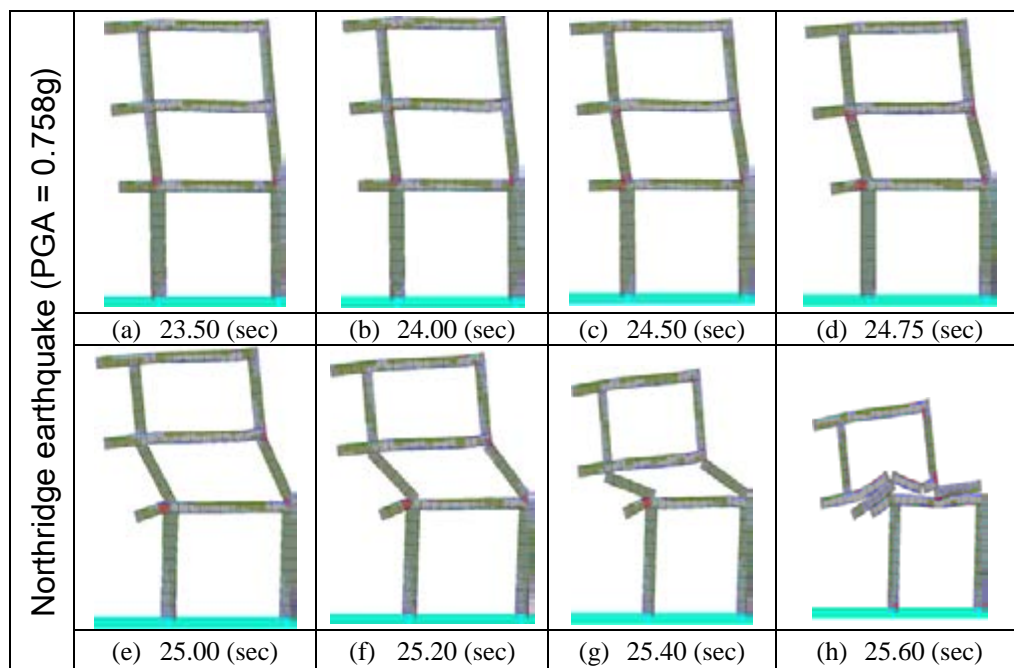 Northridge earthquake (PGA = 0.758g)
(a) 23.50 (sec)
(b) 24.00 (sec)
(c) 24.50 (sec)
(d) 24.75 (sec)
(e) 25.00 (sec)
(f) 25.20 (sec)
(g) 25.40 (sec)
(h) 25.60 (sec)